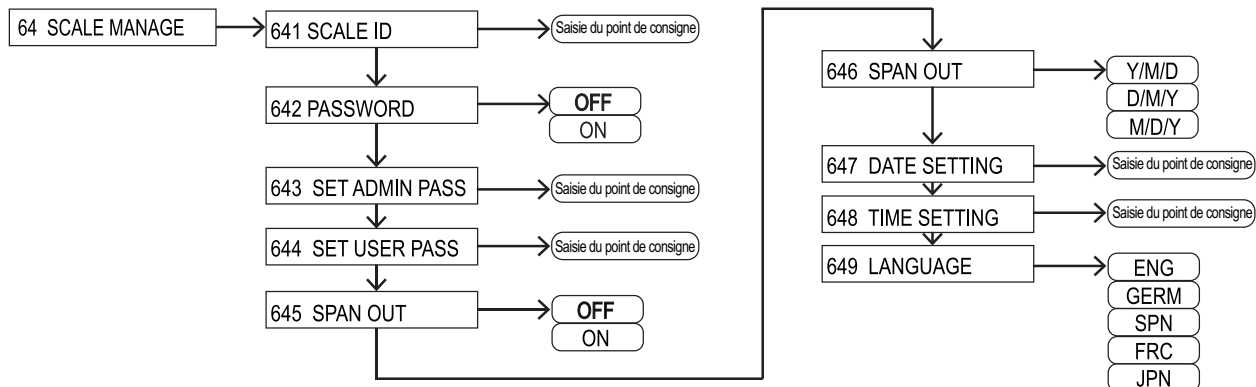 64 SCALE MANAGE
641 SCALE ID
Saisie du point de consigne
642 PASSWORD
OFF
ON
643 SET ADMIN PASS
Saisie du point de consigne
644 SET USER PASS
Saisie du point de consigne
645 SPAN OUT
OFF
ON
646 SPAN OUT
Y/M/D
D/M/Y
M/D/Y
647 DATE SETTING
Saisie du point de consigne
648 TIME SETTING
Saisie du point de consigne
649 LANGUAGE
ENG
GERM
SPN
FRC
JPN